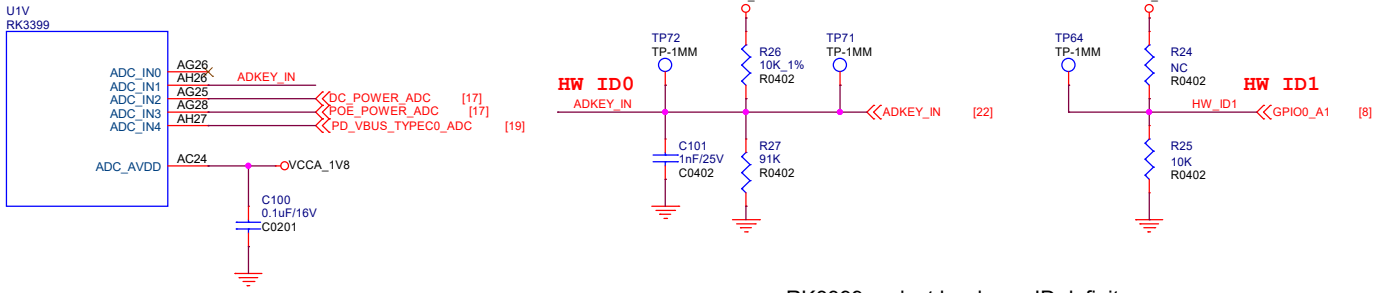 U1V
RK3399
ADC_IN0
ADC_IN1
ADC_IN2
ADC_IN3
ADC_IN4
ADC_AVDD
AG26
AH26
AG25
AG28
AH27
AC24
ADKEY_IN
DC_POWER_ADC [17]
POE_POWER_ADC [17]
PD_VBUS_TYPEC0_ADC [19]
VCCA_1V8
C100
0.1uF/16V
C0201
HW ID0
ADKEY_IN
TP72
TP-1MM
R26
10K_1%
R0402
TP71
TP-1MM
ADKEY_IN [22]
C101
1nF/25V
C0402
R27
91K
R0402
TP64
TP-1MM
R24
NC
R0402
HW ID1
HW_ID1
GPIO0_A1 [8]
R25
10K
R0402